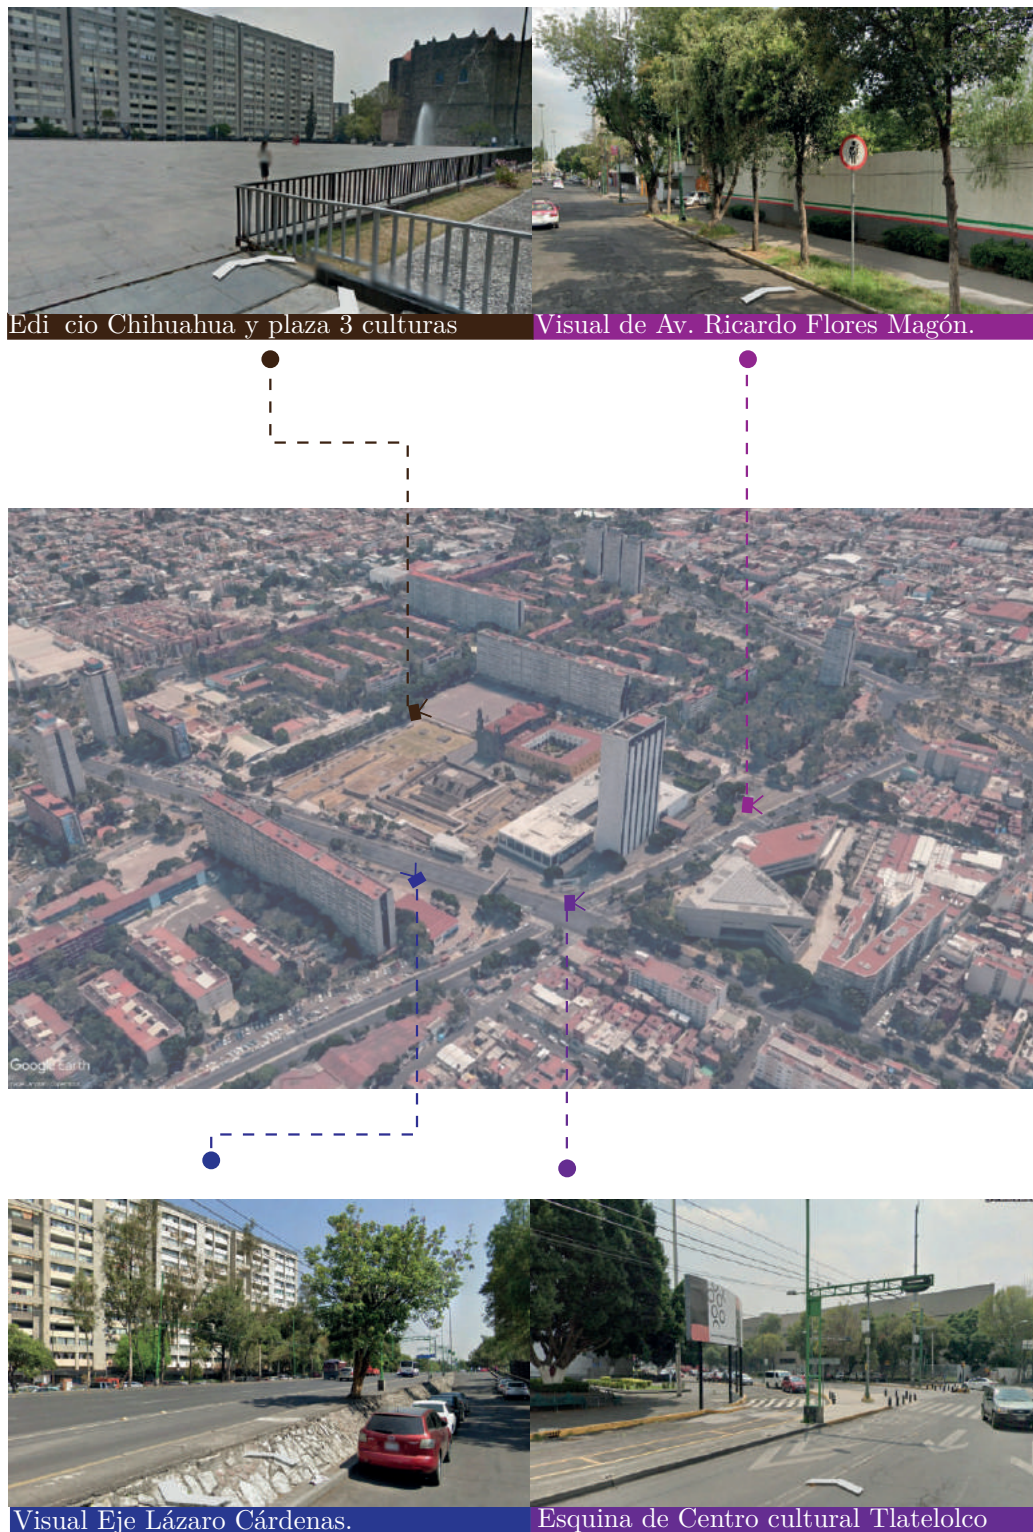 Edi cio Chihuahua y plaza 3 culturas
Visual de Av. Ricardo Flores Magón.
Google Earth
Visual Eje Lázaro Cárdenas.
Esquina de Centro cultural Tlatelolco